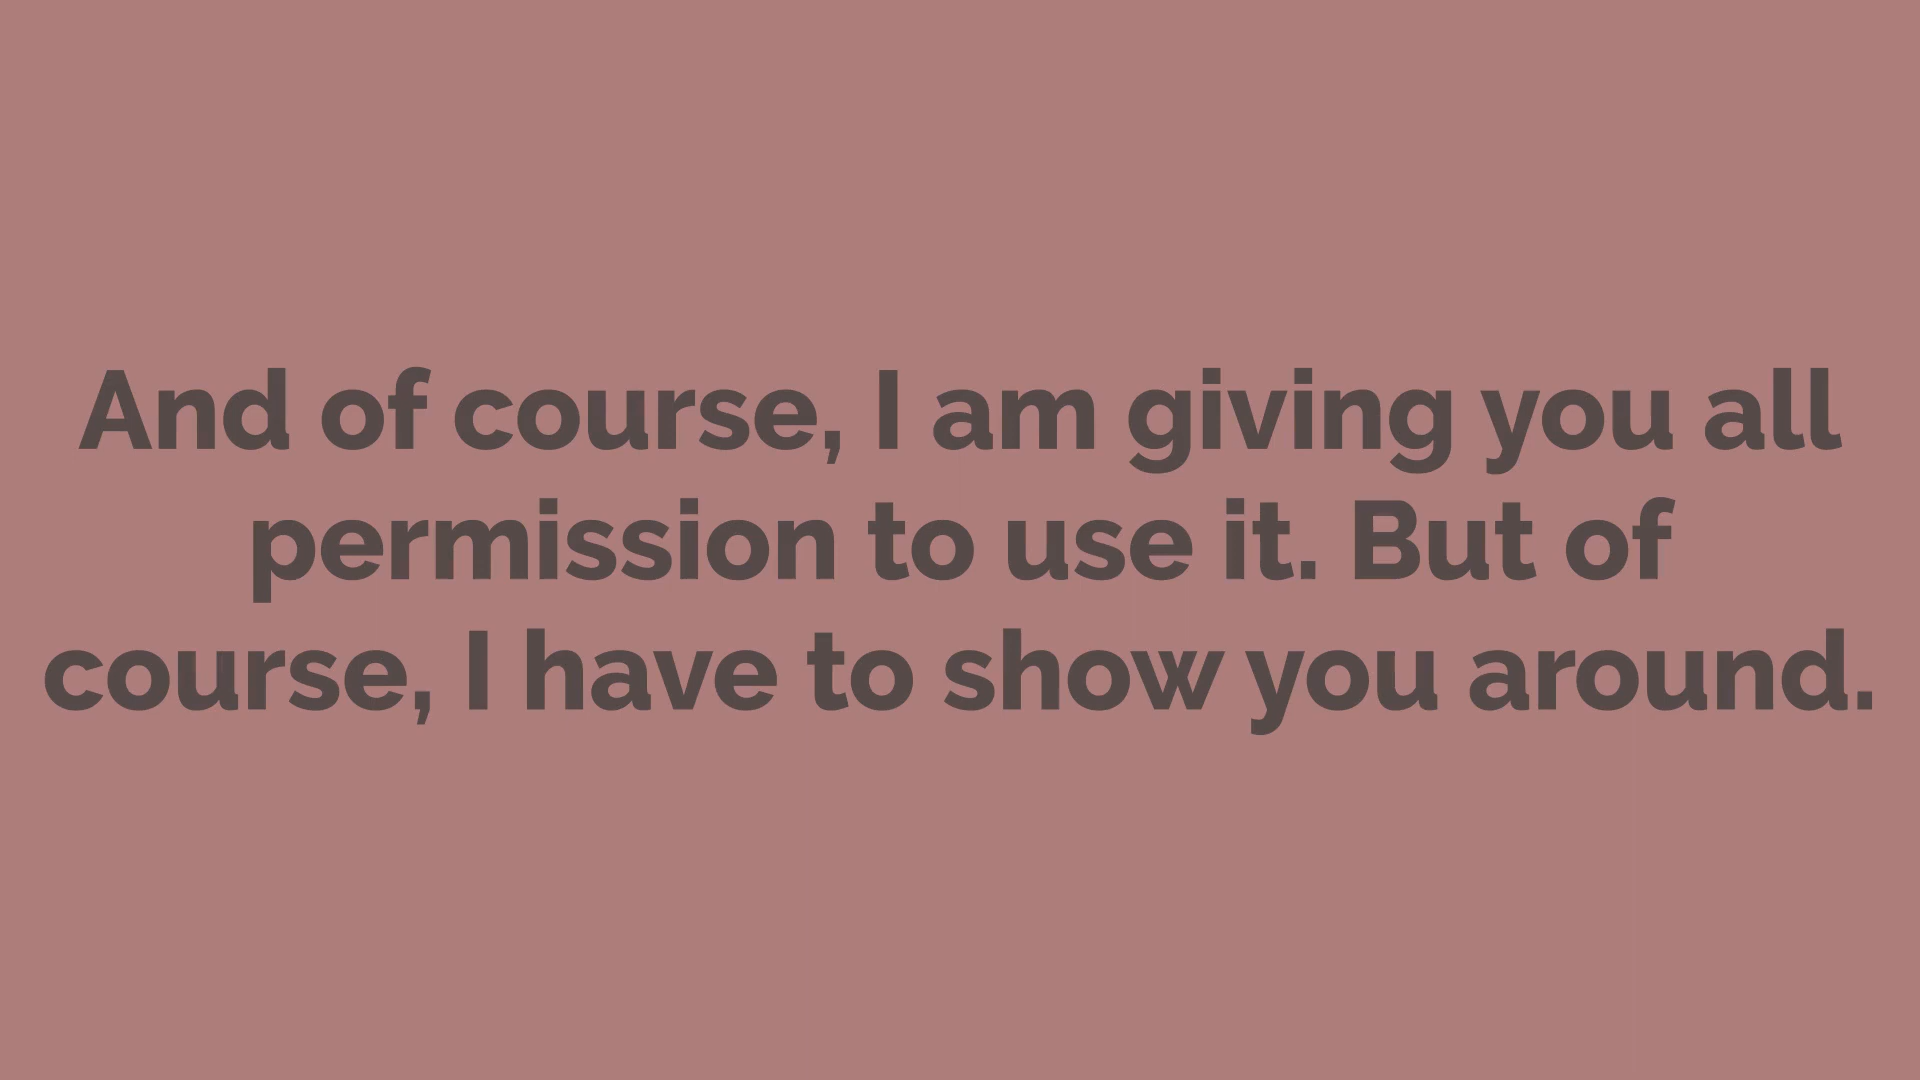 And of course, I am giving you all
permission to use it. But of
course, I have to show you around.